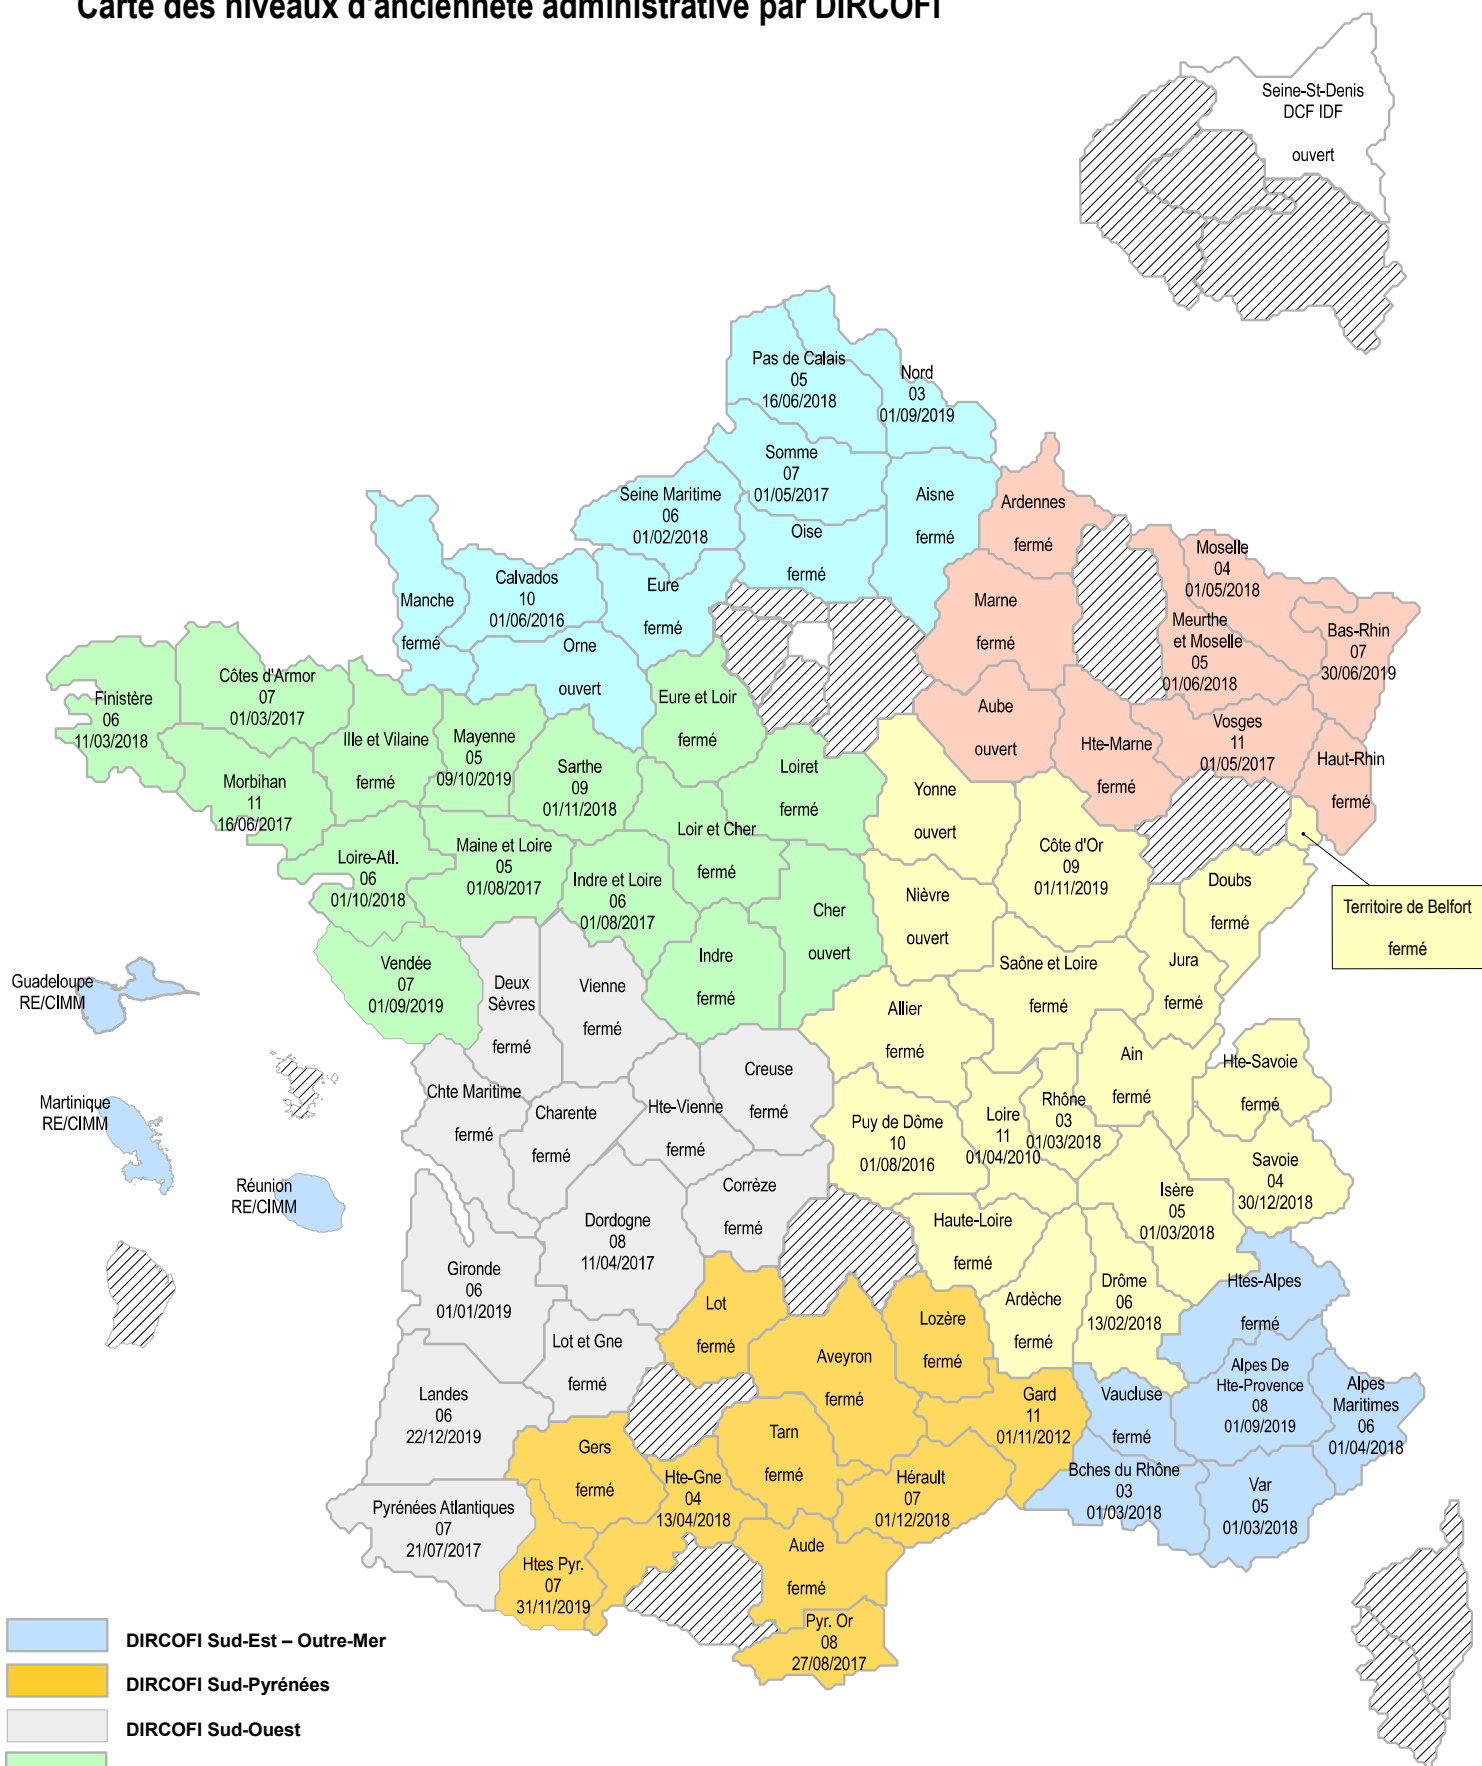 Carte des niveaux d'ancienneté administrative par DIRCOFI
Seine-St-Denis
DCF IDF
ouvert
Pas de Calais
05
16/06/2018
Nord
03
01/09/2019
Somme
07
01/05/2017
Seine Maritime
06
01/02/2018
Oise
fermé
Aisne
fermé
Ardennes
fermé
Manche
fermé
Calvados
10
01/06/2016
Eure
fermé
Orne
ouvert
Marne
fermé
Moselle
04
01/05/2018
Meurthe
et Moselle
05
01/06/2018
Bas-Rhin
07
30/06/2019
Finistère
06
11/03/2018
Côtes d'Armor
07
01/03/2017
Ille et Vilaine
fermé
Mayenne
05
09/10/2019
Sarthe
09
01/11/2018
Eure et Loir
fermé
Loiret
fermé
Aube
ouvert
Hte-Marne
fermé
Vosges
11
01/05/2017
Haut-Rhin
fermé
Morbihan
11
16/06/2017
Loire-Atl.
06
01/10/2018
Maine et Loire
05
01/08/2017
Indre et Loire
06
01/08/2017
Loir et Cher
fermé
Yonne
ouvert
Côte d'Or
09
01/11/2019
Doubs
fermé
Territoire de Belfort
fermé
Vendée
07
01/09/2019
Deux
Sèvres
fermé
Vienne
fermé
Indre
fermé
Cher
ouvert
Nièvre
ouvert
Saône et Loire
fermé
Jura
fermé
Guadeloupe
RE/CIMM
Martinique
RE/CIMM
Réunion
RE/CIMM
Chte Maritime
fermé
Charente
fermé
Hte-Vienne
fermé
Creuse
fermé
Allier
fermé
Puy de Dôme
10
01/08/2016
Loire
11
01/04/2010
Rhône
03
01/03/2018
Ain
fermé
Hte-Savoie
fermé
Savoie
04
30/12/2018
Isère
05
01/03/2018
Corrèze
fermé
Dordogne
08
11/04/2017
Gironde
06
01/01/2019
Haute-Loire
fermé
Ardèche
fermé
Drôme
06
13/02/2018
Htes-Alpes
fermé
Lot
fermé
Lot et Gne
fermé
Aveyron
fermé
Lozère
fermé
Landes
06
22/12/2019
Gers
fermé
Tarn
fermé
Gard
11
01/11/2012
Vaucluse
fermé
Alpes De
Hte-Provence
08
01/09/2019
Alpes
Maritimes
06
01/04/2018
Pyrénées Atlantiques
07
21/07/2017
Htes Pyr.
07
31/11/2019
Hte-Gne
04
13/04/2018
Hérault
07
01/12/2018
Bches du Rhône
03
01/03/2018
Var
05
01/03/2018
Aude
fermé
Pyr. Or
08
27/08/2017
DIRCOFI Sud-Est – Outre-Mer
DIRCOFI Sud-Pyrénées
DIRCOFI Sud-Ouest